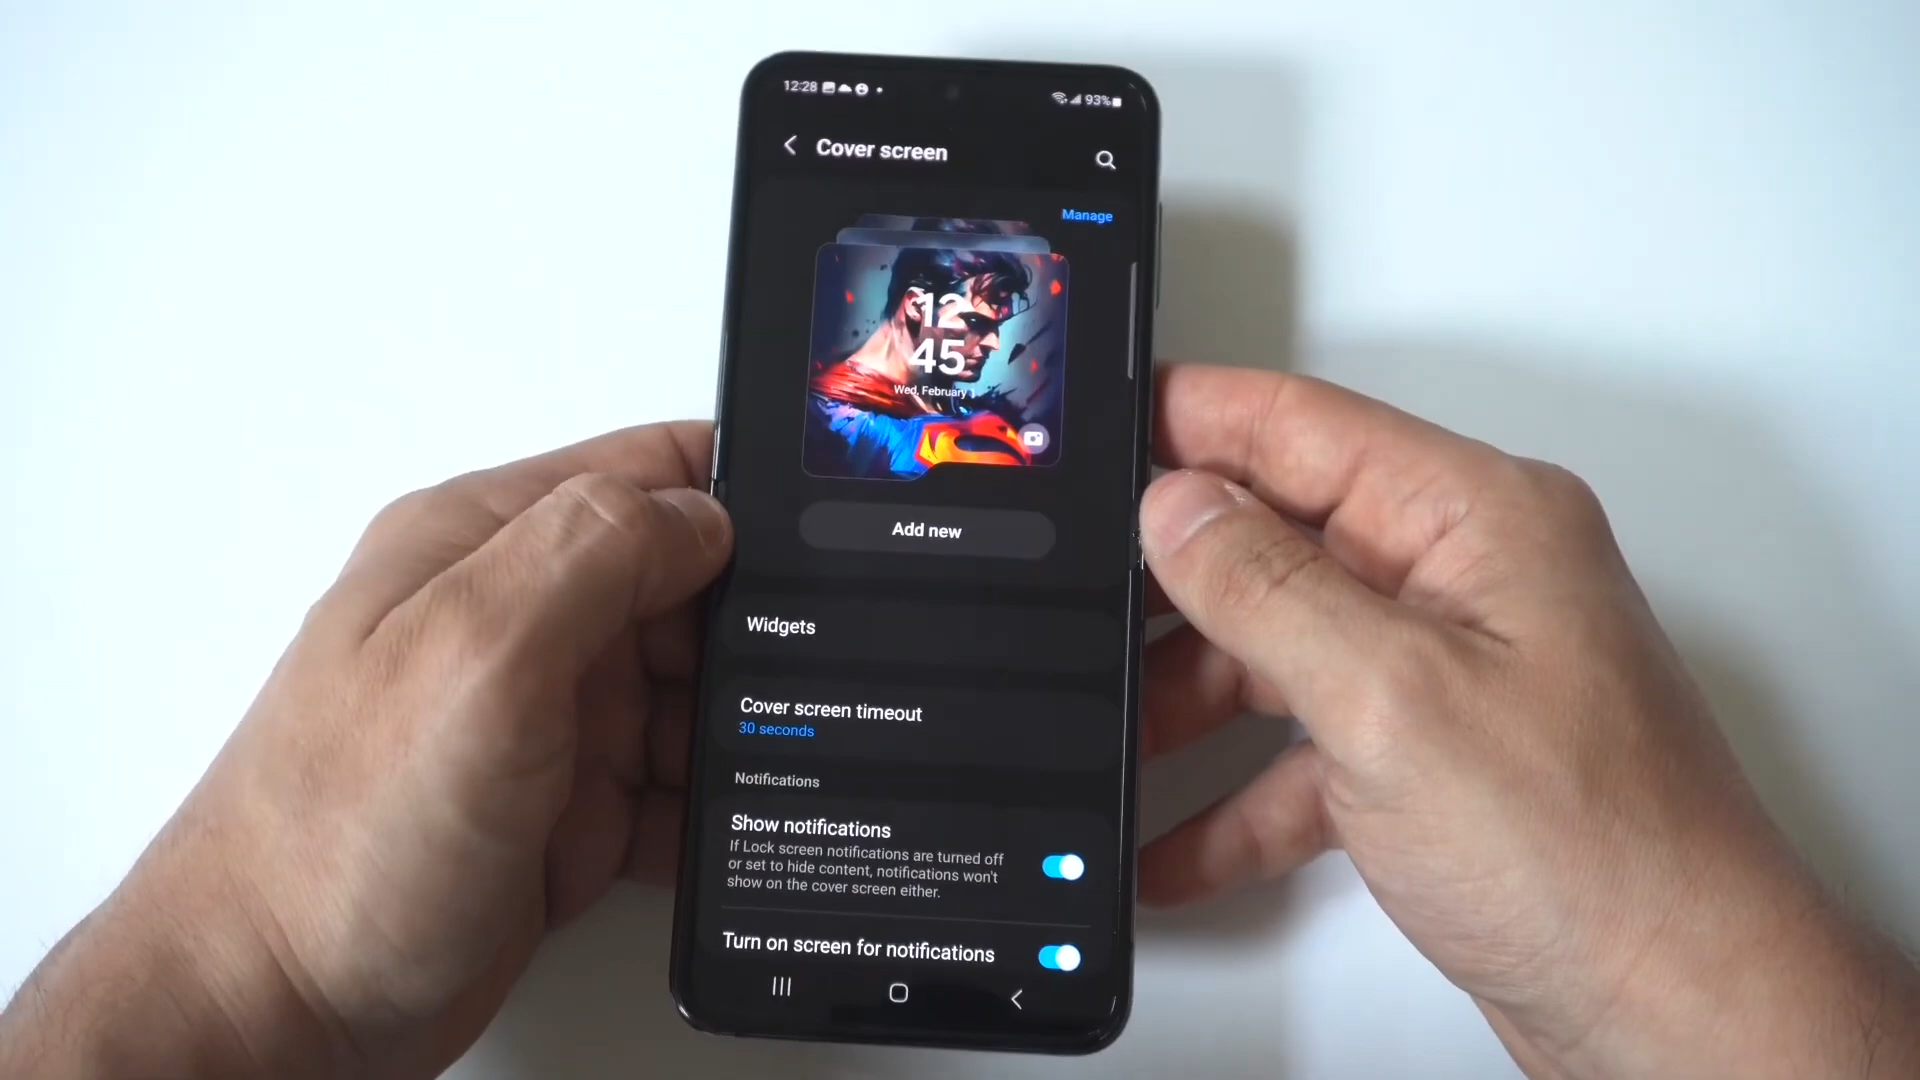 12:28
93%
Cover screen
Manage
12
45
Wed, February 1
Add new
Widgets
Cover screen timeout
30 seconds
Notifications
Show notifications
If Lock screen notifications are turned off
or set to hide content, notifications won't
show on the cover screen either.
Turn on screen for notifications